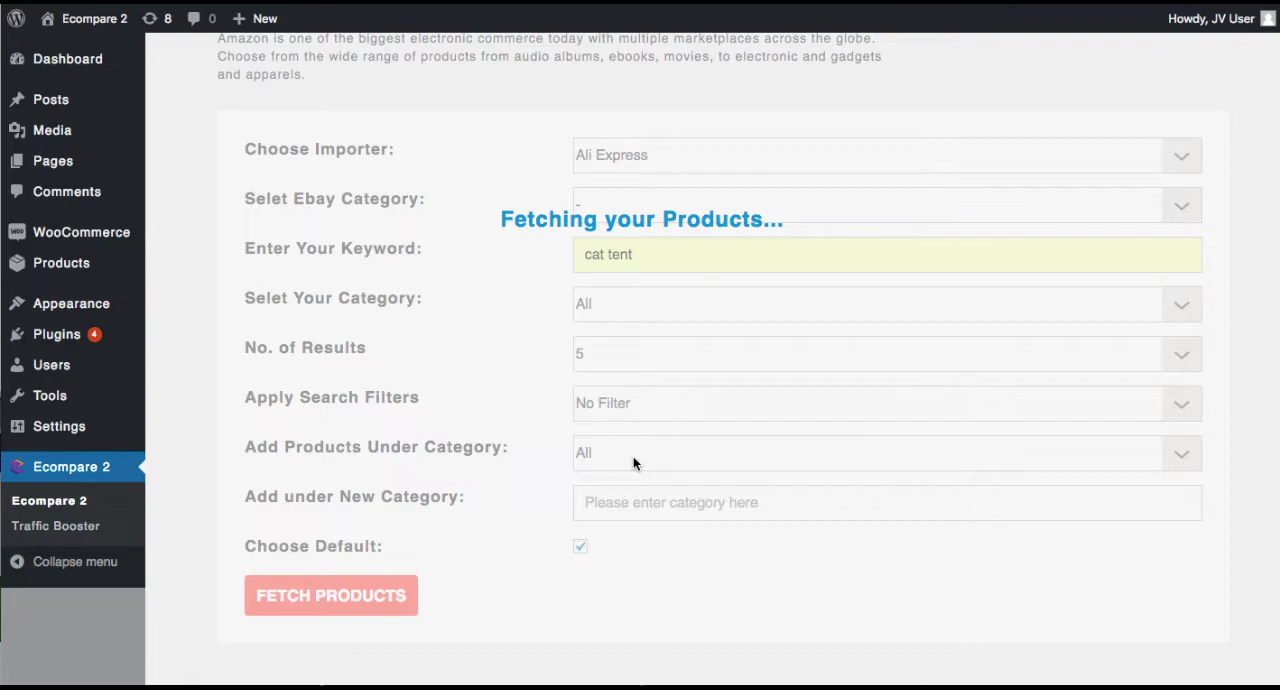 Ecompare 2
8
0
New
Howdy, JV User
Dashboard
Posts
Media
Pages
Comments
WooCommerce
Products
Appearance
Plugins 4
Users
Tools
Settings
Ecompare 2
Ecompare 2
Traffic Booster
Collapse menu
Amazon is one of the biggest electronic commerce today with multiple marketplaces across the globe.
Choose from the wide range of products from audio albums, ebooks, movies, to electronic and gadgets
and apparels.
Choose Importer:
Ali Express
Selet Ebay Category:
-
Fetching your Products...
Enter Your Keyword:
cat tent
Selet Your Category:
All
No. of Results
5
Apply Search Filters
No Filter
Add Products Under Category:
All
Add under New Category:
Please enter category here
Choose Default:
FETCH PRODUCTS